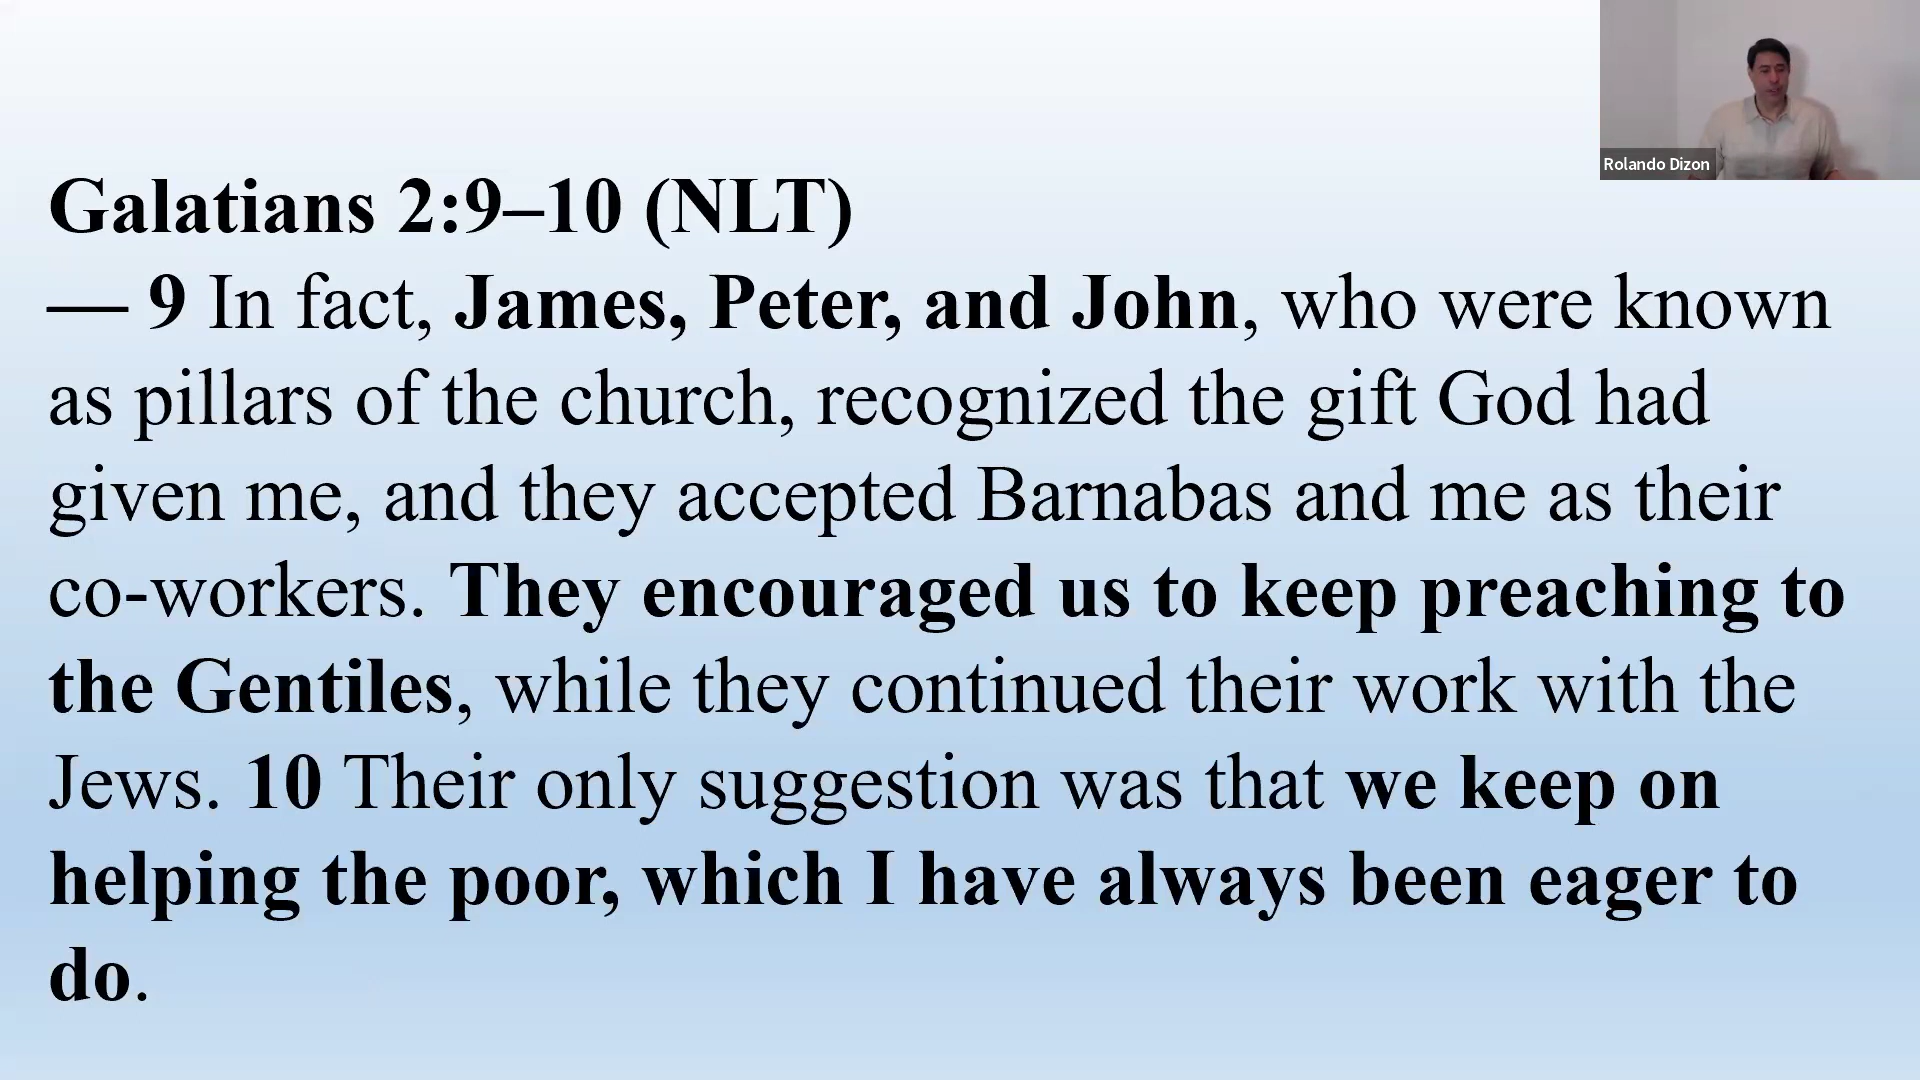 Rolando Dizon
Galatians 2:9–10 (NLT)
— 9 In fact, James, Peter, and John, who were known
as pillars of the church, recognized the gift God had
given me, and they accepted Barnabas and me as their
co-workers. They encouraged us to keep preaching to
the Gentiles, while they continued their work with the
Jews. 10 Their only suggestion was that we keep on
helping the poor, which I have always been eager to
do.